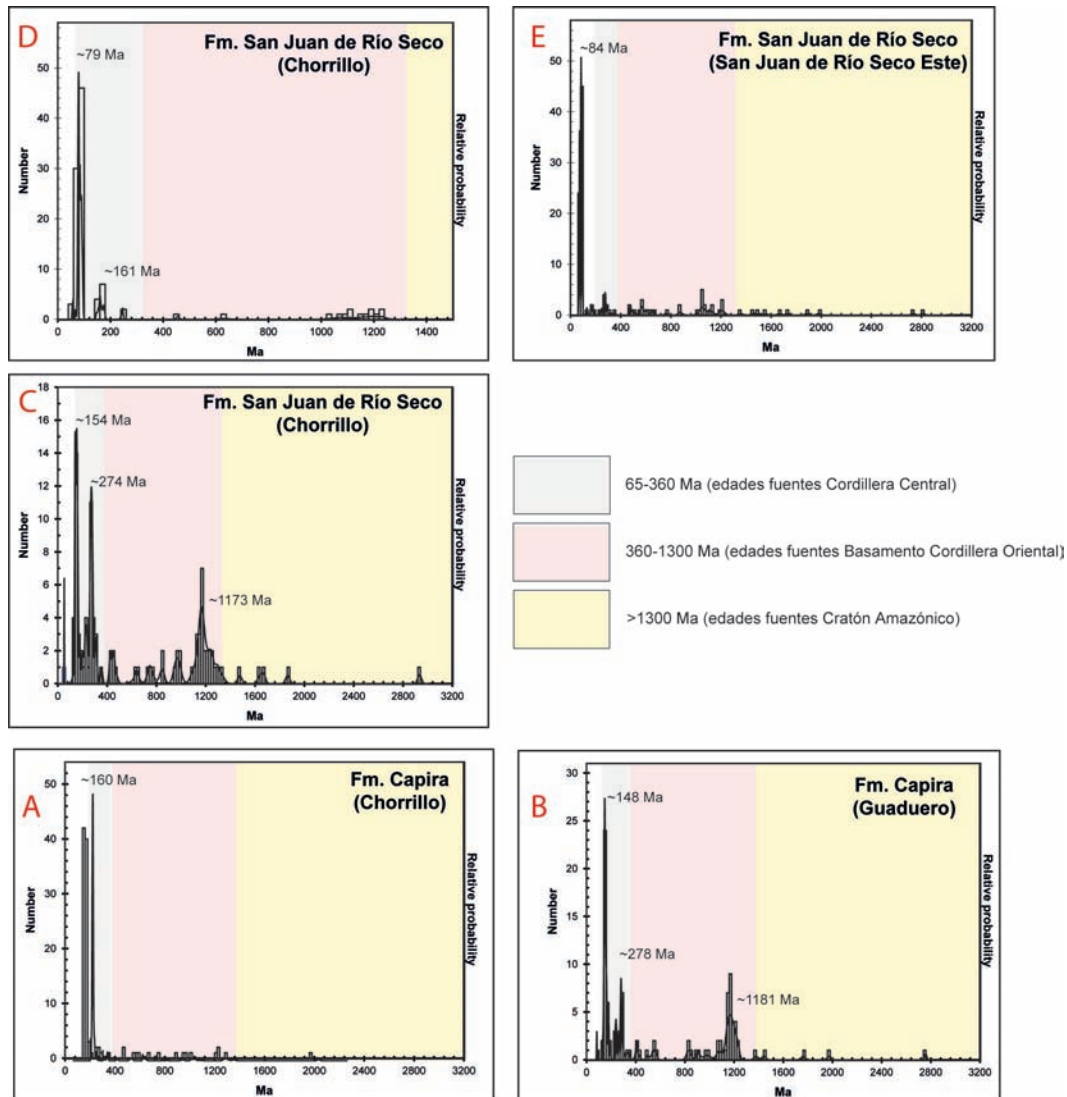 D
Fm. San Juan de Río Seco
(Chorrillo)
~79 Ma
~161 Ma
Number
Relative probability
50
40
30
20
10
0
0 200 400 600 800 1000 1200 1400
Ma
E
Fm. San Juan de Río Seco
(San Juan de Río Seco Este)
~84 Ma
Number
Relative probability
50
40
30
20
10
0
0 400 800 1200 1600 2000 2400 2800 3200
Ma
C
Fm. San Juan de Río Seco
(Chorrillo)
~154 Ma
~274 Ma
~1173 Ma
Number
Relative probability
18
16
14
12
10
8
6
4
2
0
0 400 800 1200 1600 2000 2400 2800 3200
Ma
65-360 Ma (edades fuentes Cordillera Central)
360-1300 Ma (edades fuentes Basamento Cordillera Oriental)
>1300 Ma (edades fuentes Cratón Amazónico)
A
Fm. Capira
(Chorrillo)
~160 Ma
Number
Relative probability
50
40
30
20
10
0
0 400 800 1200 1600 2000 2400 2800 3200
Ma
B
Fm. Capira
(Guaduero)
~148 Ma
~278 Ma
~1181 Ma
Number
Relative probability
30
25
20
15
10
5
0
0 400 800 1200 1600 2000 2400 2800 3200
Ma